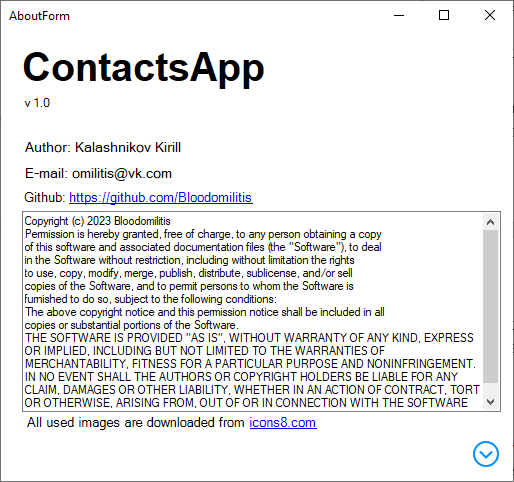 AboutForm
ContactsApp
v 1.0
Author: Kalashnikov Kirill
E-mail: omilitis@vk.com
Github: https://github.com/Bloodomilitis
Copyright (c) 2023 Bloodomilitis
Permission is hereby granted, free of charge, to any person obtaining a copy
of this software and associated documentation files (the "Software"), to deal
in the Software without restriction, including without limitation the rights
to use, copy, modify, merge, publish, distribute, sublicense, and/or sell
copies of the Software, and to permit persons to whom the Software is
furnished to do so, subject to the following conditions:
The above copyright notice and this permission notice shall be included in all
copies or substantial portions of the Software.
THE SOFTWARE IS PROVIDED "AS IS", WITHOUT WARRANTY OF ANY KIND, EXPRESS
OR IMPLIED, INCLUDING BUT NOT LIMITED TO THE WARRANTIES OF
MERCHANTABILITY, FITNESS FOR A PARTICULAR PURPOSE AND NONINFRINGEMENT.
IN NO EVENT SHALL THE AUTHORS OR COPYRIGHT HOLDERS BE LIABLE FOR ANY
CLAIM, DAMAGES OR OTHER LIABILITY, WHETHER IN AN ACTION OF CONTRACT, TORT
OR OTHERWISE, ARISING FROM, OUT OF OR IN CONNECTION WITH THE SOFTWARE
All used images are downloaded from icons8.com